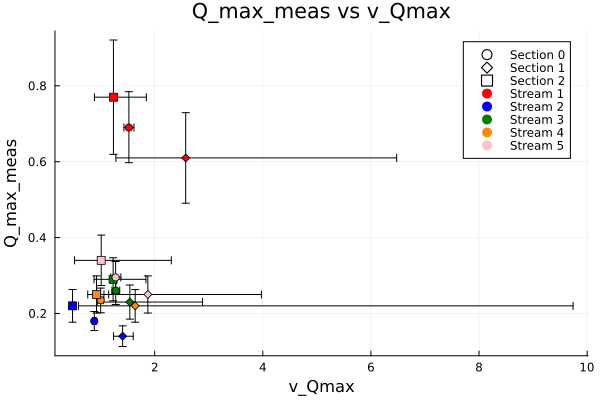 Q_max_meas vs v_Qmax
Section 0
Section 1
Section 2
Stream 1
Stream 2
Stream 3
Stream 4
Stream 5
Q_max_meas
0.8
0.6
0.4
0.2
2
4
6
8
10
v_Qmax